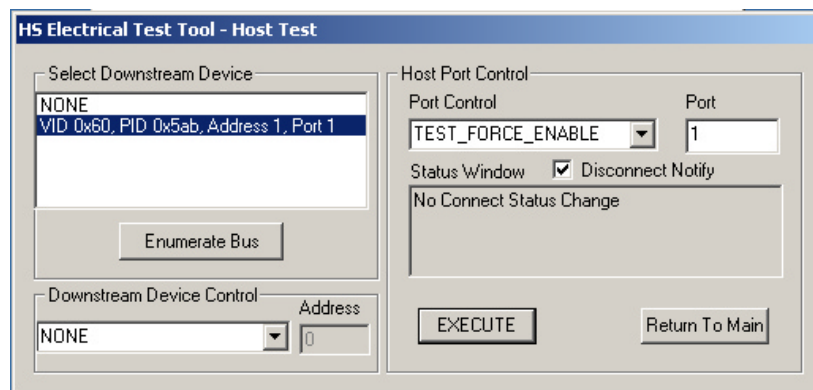 HS Electrical Test Tool - Host Test
Select Downstream Device
NONE
VID 0x60, PID 0x5ab, Address 1, Port 1
Enumerate Bus
Downstream Device Control
Address
NONE
0
Host Port Control
Port Control
Port
TEST_FORCE_ENABLE
1
Status Window
Disconnect Notify
No Connect Status Change
EXECUTE
Return To Main